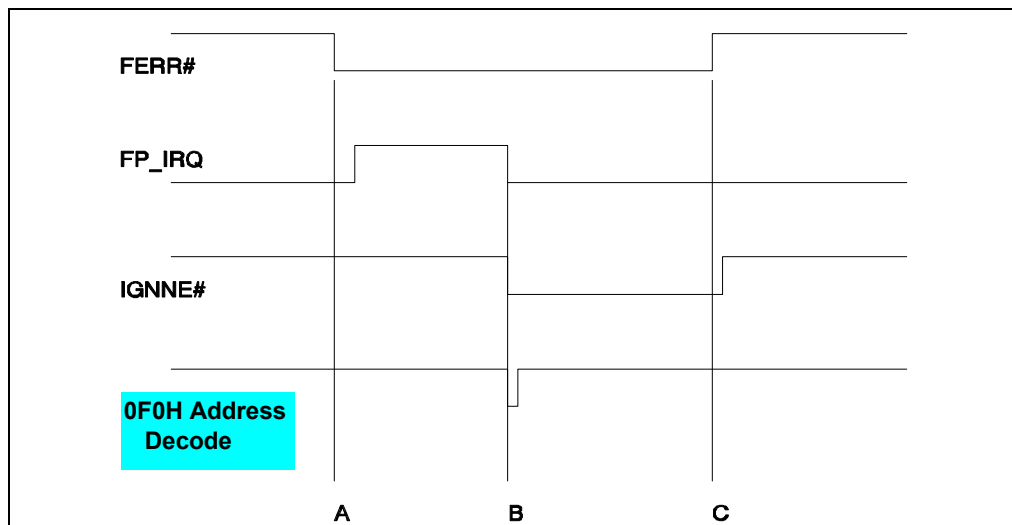 FERR#
FP_IRQ
IGNNE#
0F0H Address
Decode
A B C